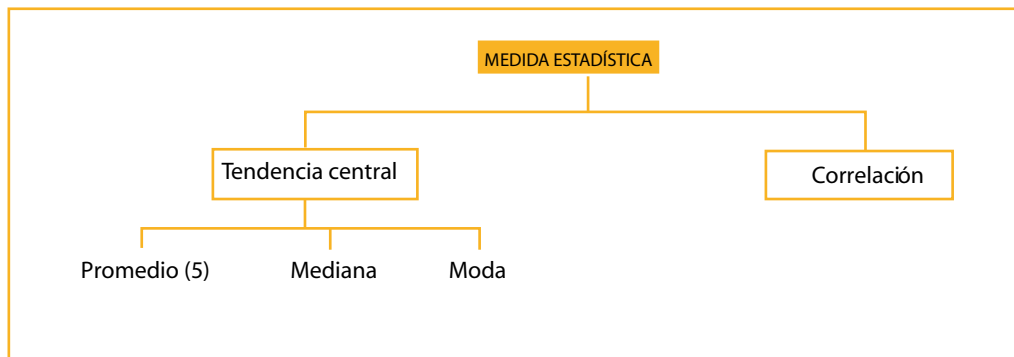 MEDIDA ESTADÍSTICA
Tendencia central
Correlación
Promedio (5)
Mediana
Moda